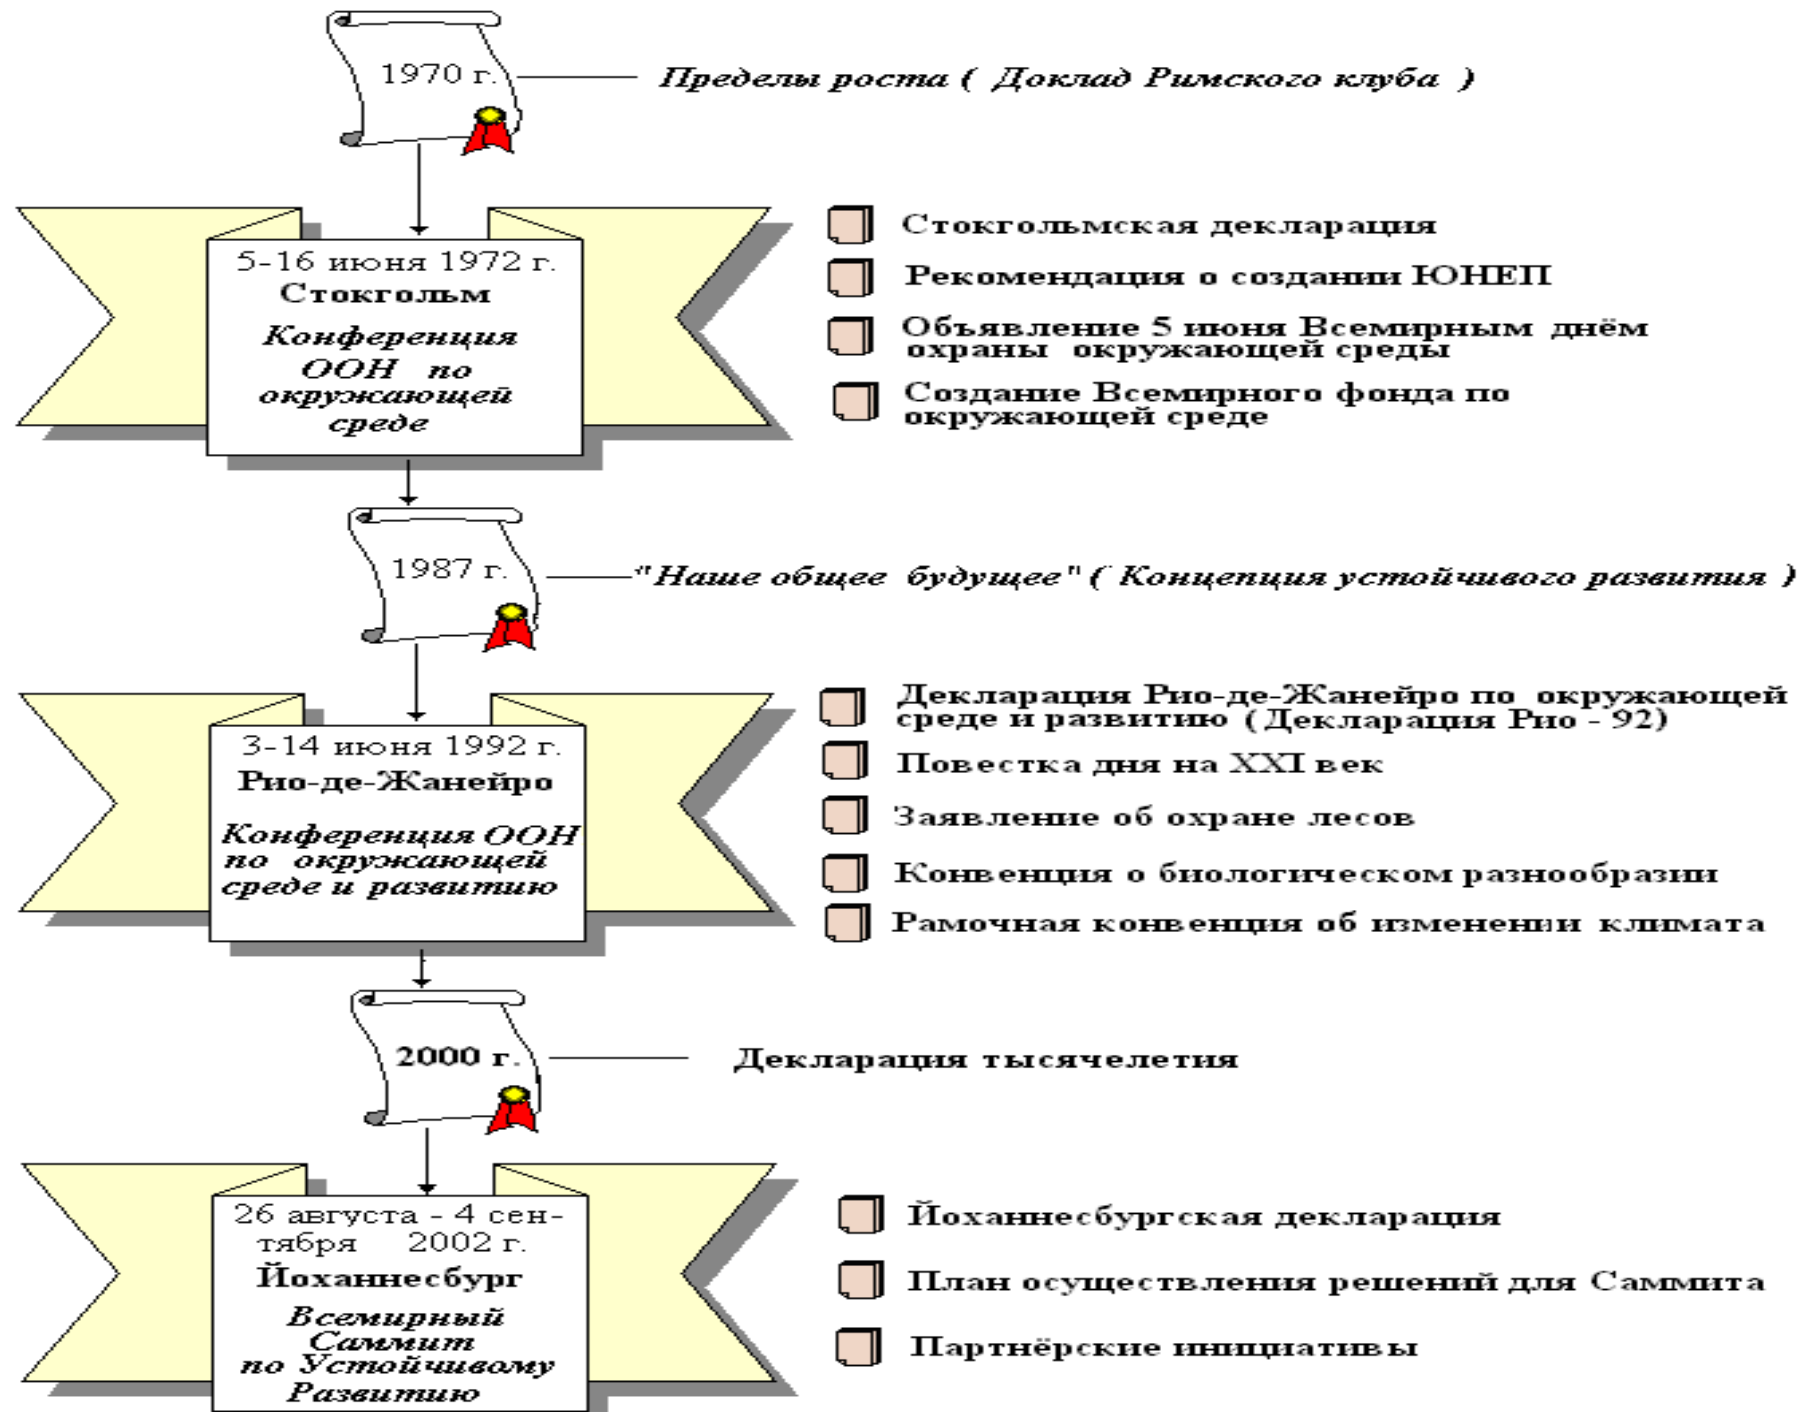 1970 г.
Пределы роста ( Доклад Римского клуба )
5-16 июня 1972 г.
Стокгольм
Конференция
ООН по
окружающей
среде
Стокгольмская декларация
Рекомендация о создании ЮНЕП
Объявление 5 июня Всемирным днём
охраны окружающей среды
Создание Всемирного фонда по
окружающей среде
1987 г.
"Наше общее будущее" ( Концепция устойчивого развития )
3-14 июня 1992 г.
Рио-де-Жанейро
Конференция ООН
по окружающей
среде и развитию
Декларация Рио-де-Жанейро по окружающей
среде и развитию ( Декларация Рио - 92)
Повестка дня на XXI век
Заявление об охране лесов
Конвенция о биологическом разнообразии
Рамочная конвенция об изменении климата
2000 г.
Декларация тысячелетия
26 августа - 4 сен-
тября 2002 г.
Йоханнесбург
Всемирный
Саммит
по Устойчивому
Развитию
Йоханнесбургская декларация
План осуществления решений для Саммита
Партнёрские инициативы